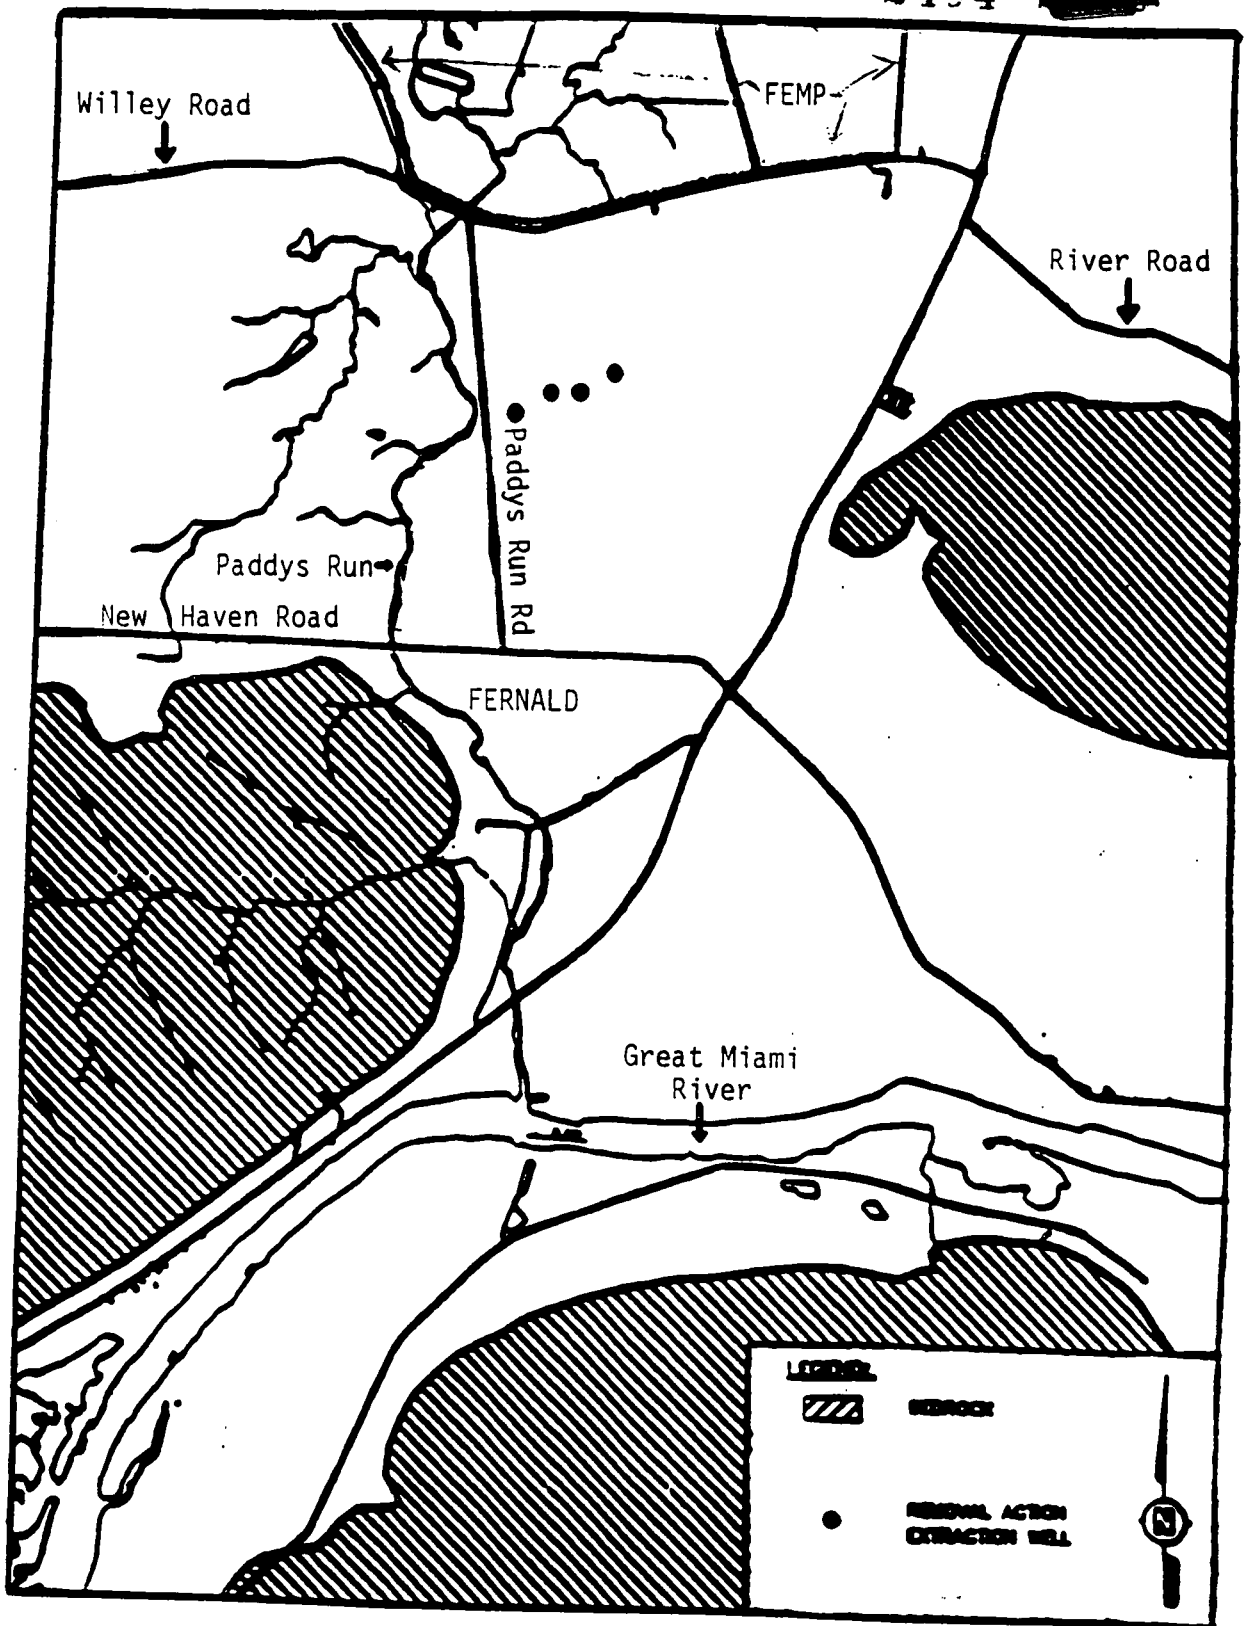 Willey Road
FEMP
River Road
Paddys Run Rd
Paddys Run
New Haven Road
FERNALD
Great Miami
River
LEGEND:
BEDROCK
REMOVAL ACTION
EXTRACTION WELL
N